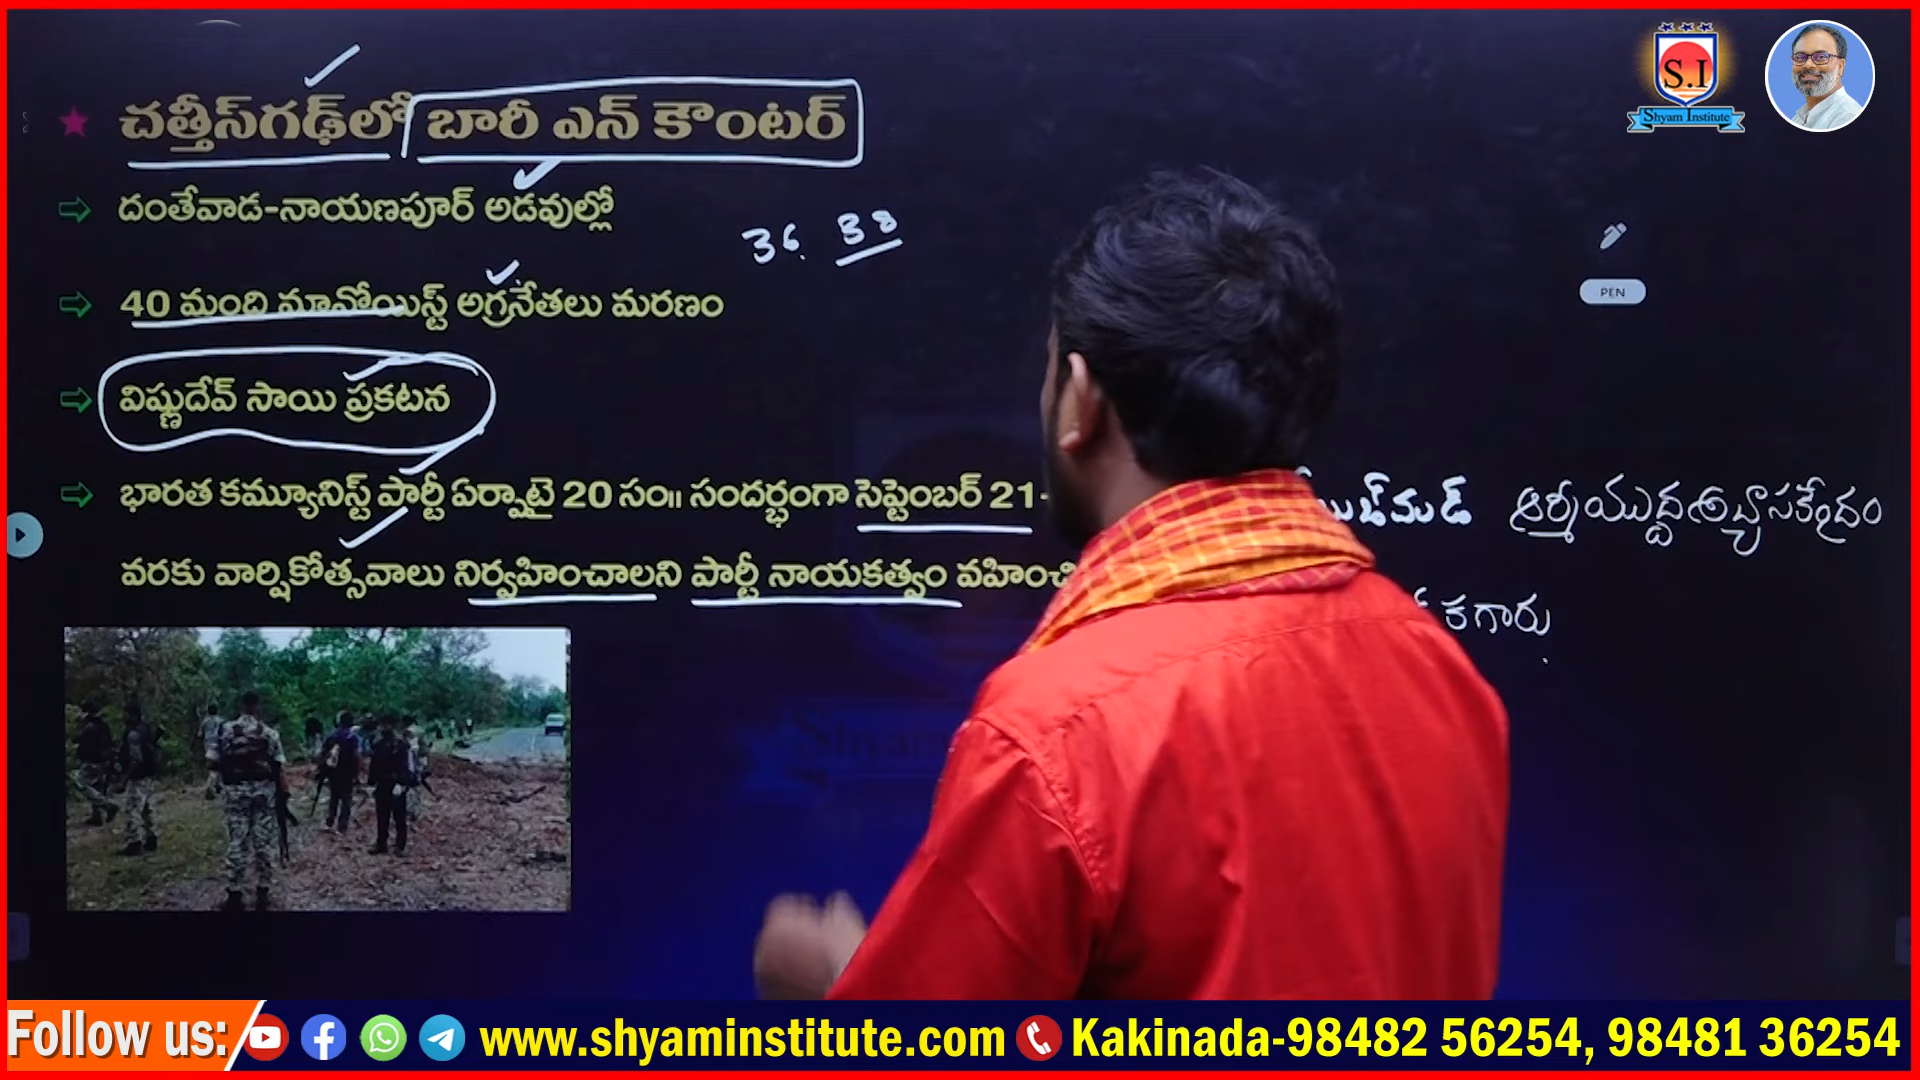 చత్తీస్‌గఢ్‌లో బారీ ఎన్ కౌంటర్
S.I
Shyam Institute
దంతేవాడ-నాయణపూర్ అడవుల్లో
36. 38
PEN
40 మంది మావోయిస్ట్ అగ్రనేతలు మరణం
విష్ణుదేవ్ సాయి ప్రకటన
భారత కమ్యూనిస్ట్ పార్టీ ఏర్పాటై 20 సం॥ సందర్భంగా సెప్టెంబర్ 21-
వరకు వార్షికోత్సవాలు నిర్వహించాలని పార్టీ నాయకత్వం
కగారు
Follow us: www.shyaminstitute.com Kakinada-98482 56254, 98481 36254